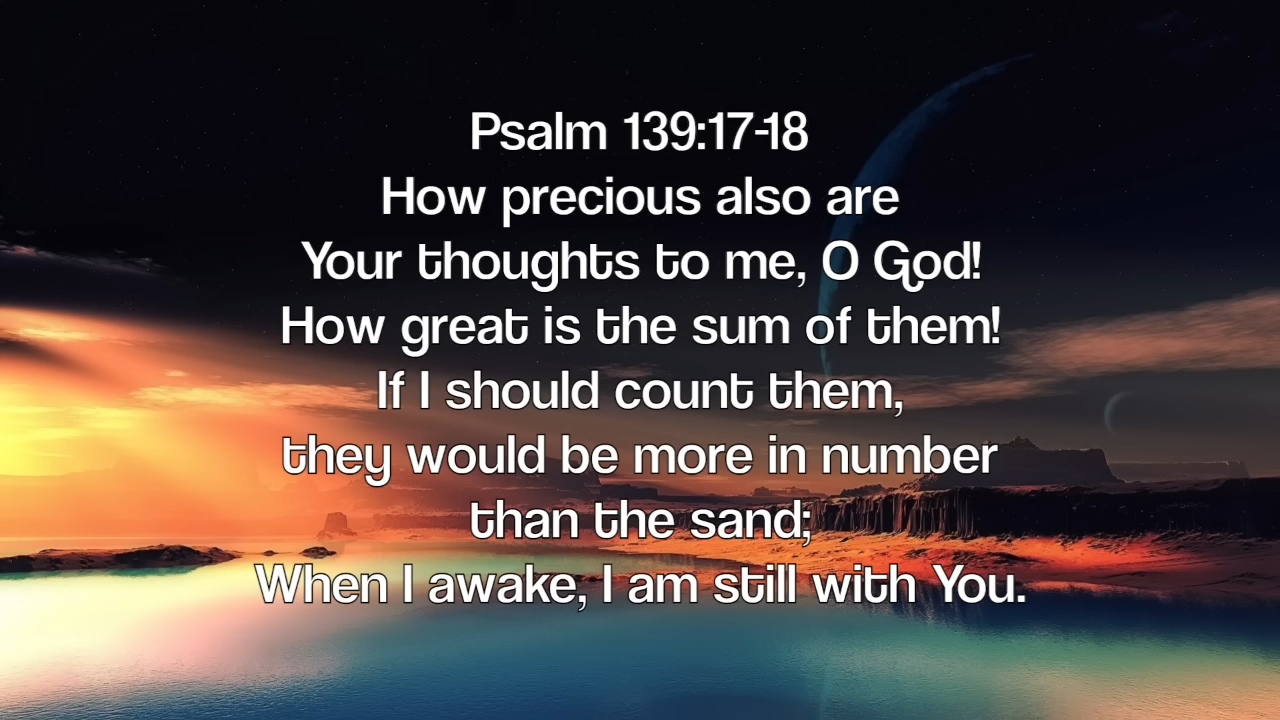 Psalm 139:17-18
How precious also are
Your thoughts to me, O God!
How great is the sum of them!
If I should count them,
they would be more in number
than the sand;
When I awake, I am still with You.